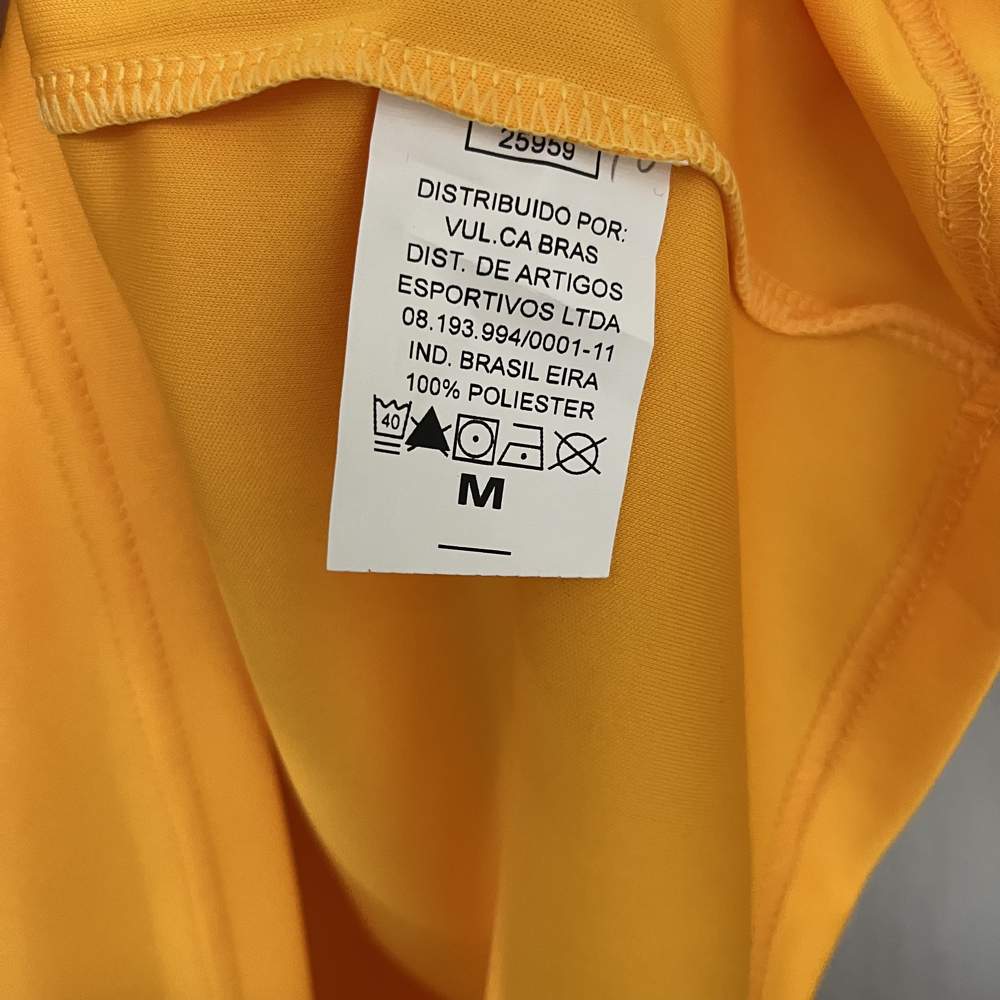 25959
DISTRIBUIDO POR:
VUL.CA BRAS
DIST. DE ARTIGOS
ESPORTIVOS LTDA
08.193.994/0001-11
IND. BRASIL EIRA
100% POLIESTER
40
M